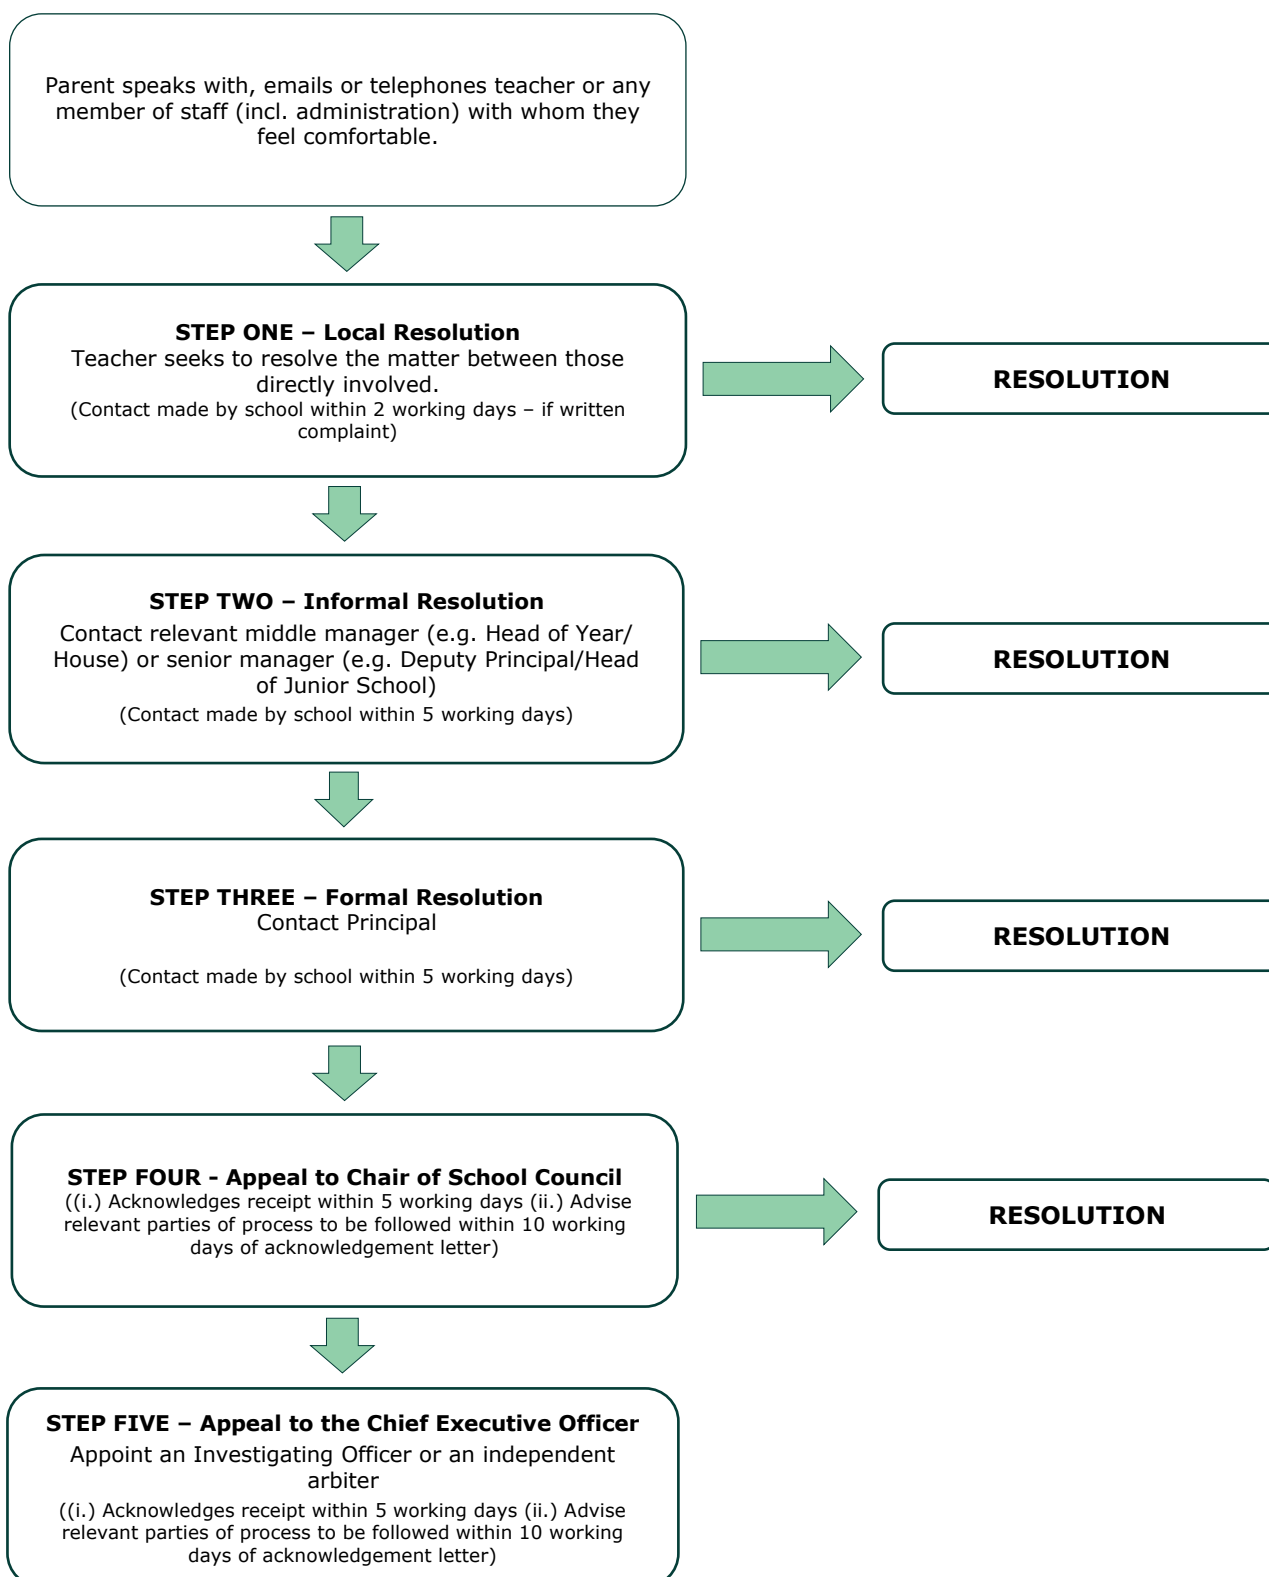 Parent speaks with, emails or telephones teacher or any
member of staff (incl. administration) with whom they
feel comfortable.
STEP ONE – Local Resolution
Teacher seeks to resolve the matter between those
directly involved.
(Contact made by school within 2 working days – if written
complaint)
RESOLUTION
STEP TWO – Informal Resolution
Contact relevant middle manager (e.g. Head of Year/
House) or senior manager (e.g. Deputy Principal/Head
of Junior School)
(Contact made by school within 5 working days)
RESOLUTION
STEP THREE – Formal Resolution
Contact Principal
(Contact made by school within 5 working days)
RESOLUTION
STEP FOUR - Appeal to Chair of School Council
((i.) Acknowledges receipt within 5 working days (ii.) Advise
relevant parties of process to be followed within 10 working
days of acknowledgement letter)
RESOLUTION
STEP FIVE – Appeal to the Chief Executive Officer
Appoint an Investigating Officer or an independent
arbiter
((i.) Acknowledges receipt within 5 working days (ii.) Advise
relevant parties of process to be followed within 10 working
days of acknowledgement letter)